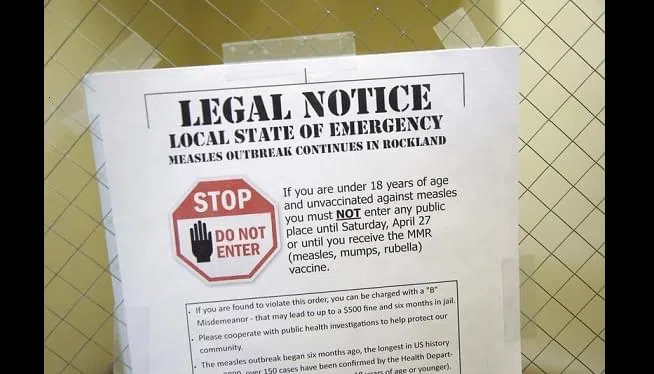 LEGAL NOTICE
LOCAL STATE OF EMERGENCY
MEASLES OUTBREAK CONTINUES IN ROCKLAND
STOP
DO NOT
ENTER
If you are under 18 years of age
and unvaccinated against measles
you must NOT enter any public
place until Saturday, April 27
or until you receive the MMR
(measles, mumps, rubella)
vaccine.
· If you are found to violate this order, you can be charged with a "B"
Misdemeanor - that may lead to up to a $500 fine and six months in jail.
· Please cooperate with public health investigations to help protect our
community.
· The measles outbreak began six months ago, the longest in US history
over 150 cases have been confirmed by the Health Depart-
years of age or younger).